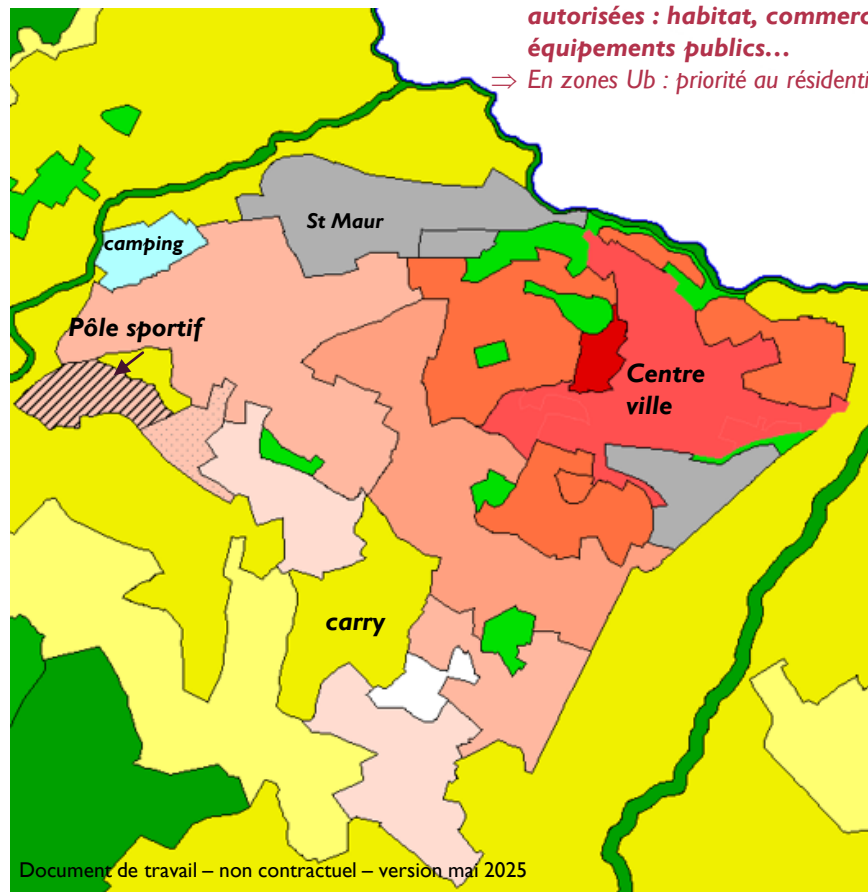 autorisées : habitat, commerc
équipements publics…
⇒ En zones Ub : priorité au résidenti
St Maur
camping
Pôle sportif
Centre
ville
carry
Document de travail – non contractuel – version mai 2025